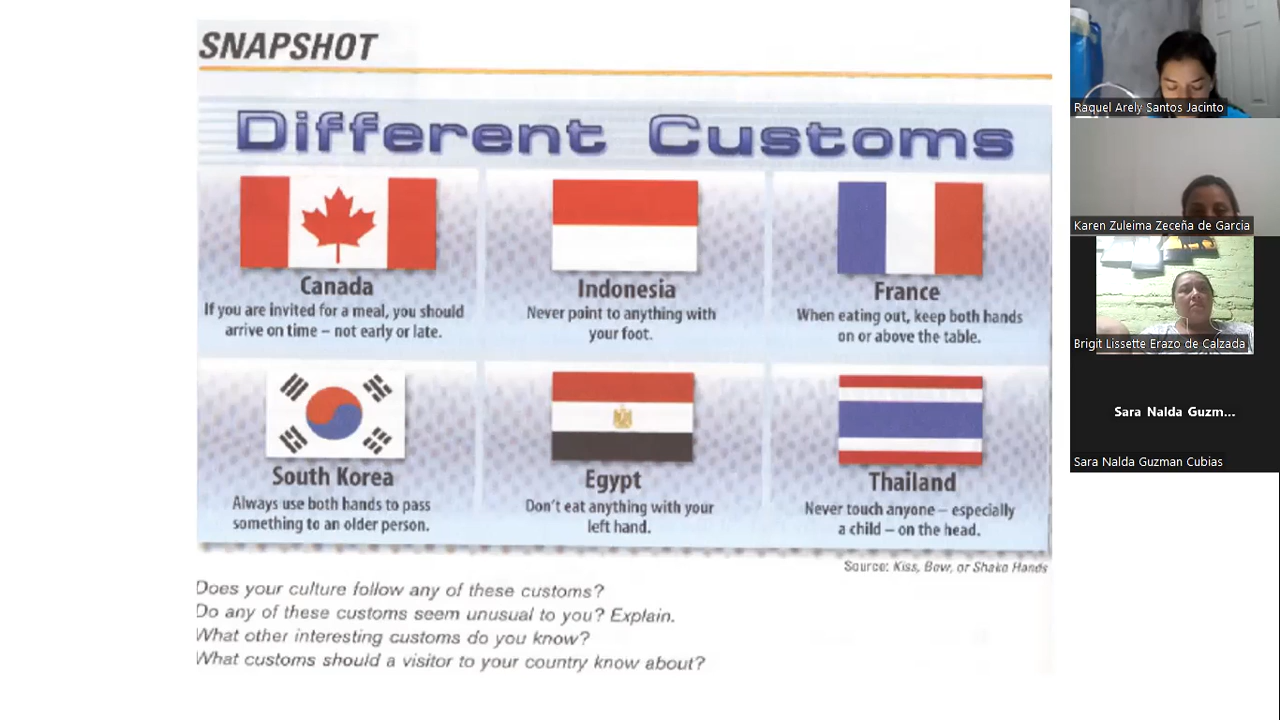 SNAPSHOT
Different Customs
Canada
If you are invited for a meal, you should
arrive on time – not early or late.
Indonesia
Never point to anything with
your foot.
France
When eating out, keep both hands
on or above the table.
South Korea
Always use both hands to pass
something to an older person.
Egypt
Don't eat anything with your
left hand.
Thailand
Never touch anyone – especially
a child – on the head.
Source: Kiss, Bow, or Shake Hands
Does your culture follow any of these customs?
Do any of these customs seem unusual to you? Explain.
What other interesting customs do you know?
What customs should a visitor to your country know about?
Raquel Arely Santos Jacinto
Karen Zuleima Zeceña de Garcia
Brigit Lissette Erazo de Calzada
Sara Nalda Guzm...
Sara Nalda Guzman Cubias